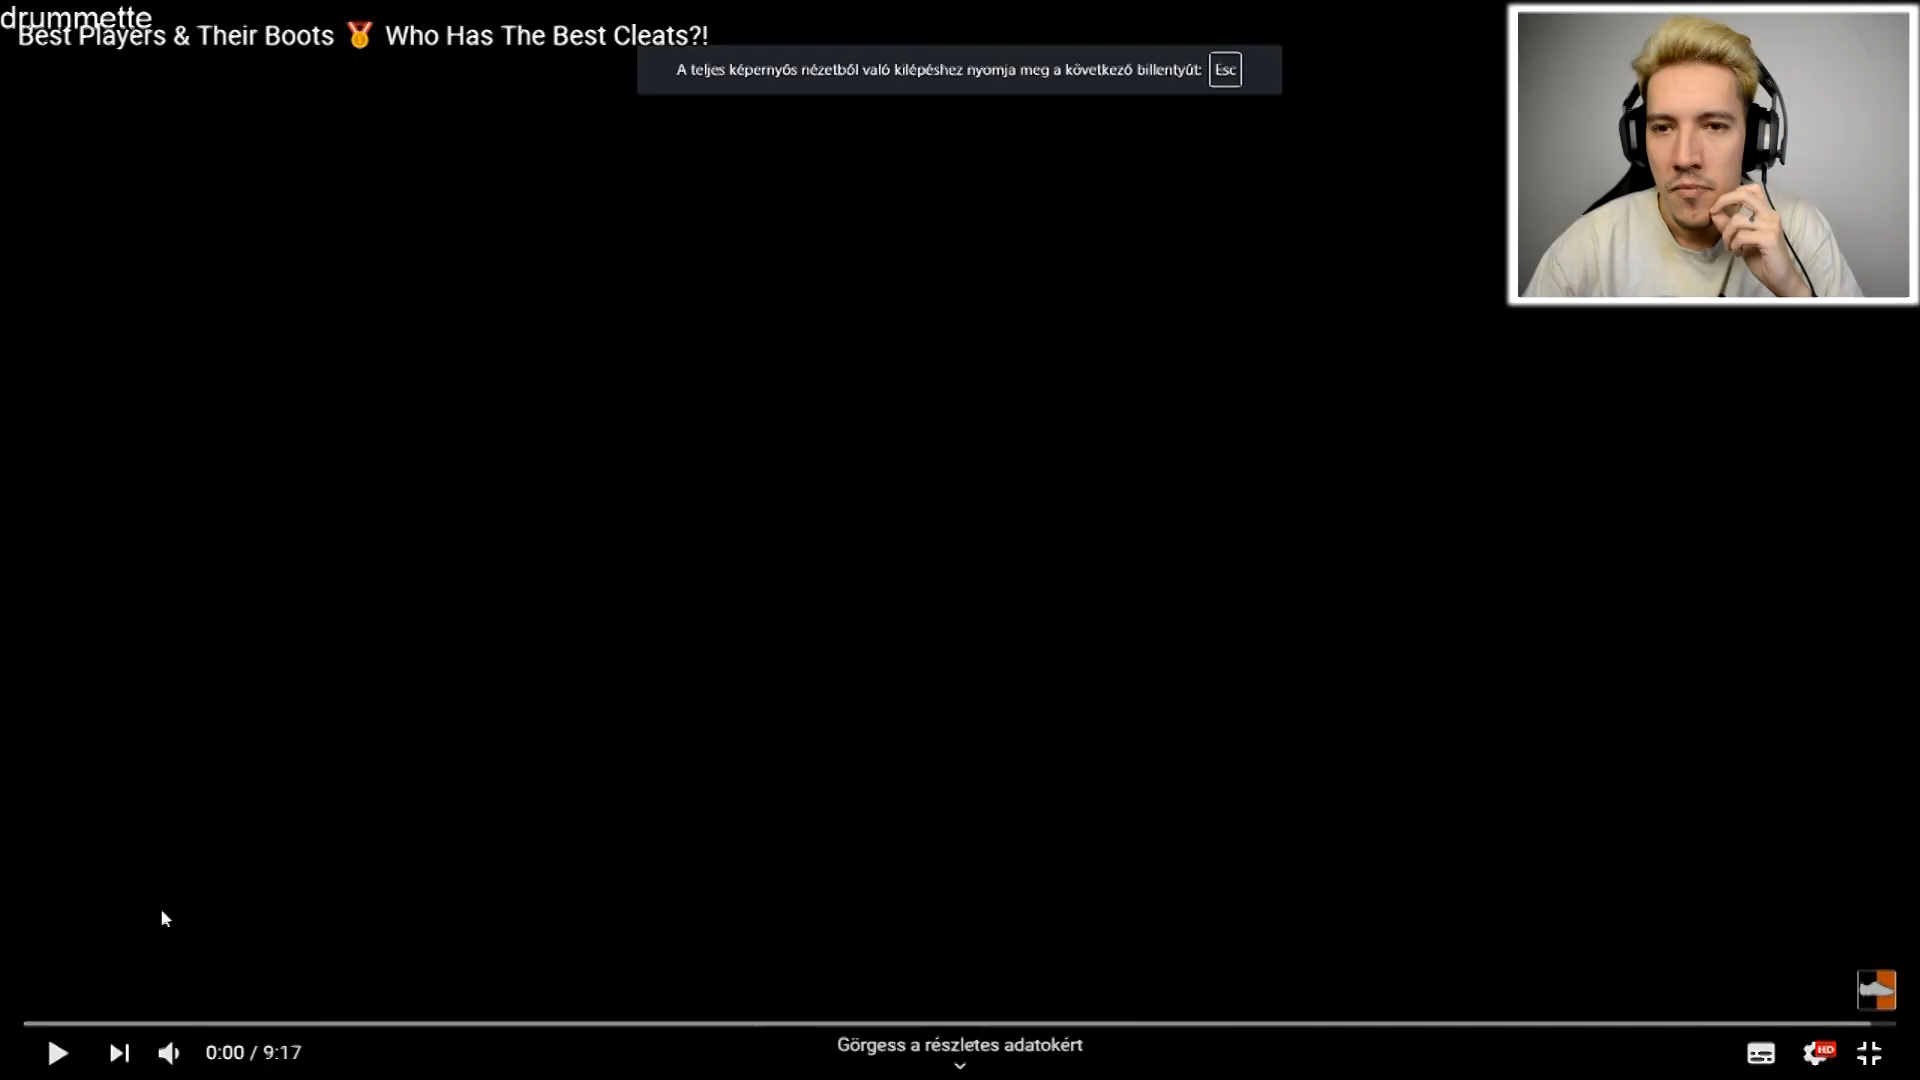 drummette
Best Players & Their Boots 🏅 Who Has The Best Cleats?!
A teljes képernyős nézetből való kilépéshez nyomja meg a következő billentyűt: Esc
Görgess a részletes adatokért
0:00 / 9:17
HD